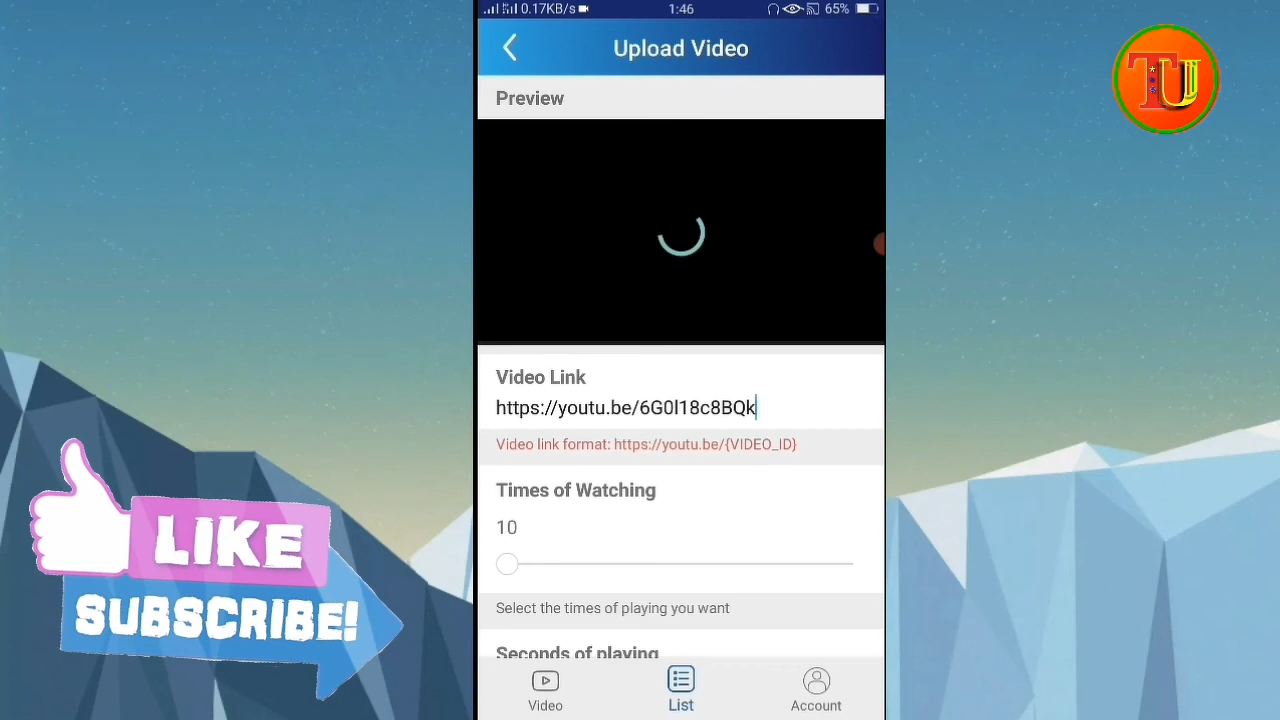 0.17KB/s
1:46
65%
Upload Video
TU
Preview
Video Link
https://youtu.be/6G0l18c8BQk
Video link format: https://youtu.be/{VIDEO_ID}
Times of Watching
10
LIKE
SUBSCRIBE!
Select the times of playing you want
Seconds of playing
Video
List
Account